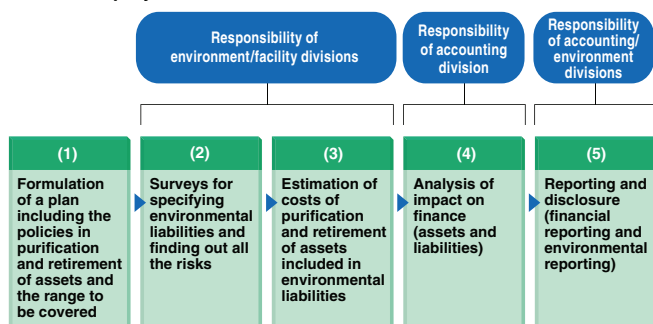 Responsibility of
environment/facility divisions
Responsibility
of accounting
division
Responsibility
of accounting/
environment
divisions
(1)
Formulation
of a plan
including the
policies in
purification
and retirement
of assets and
the range to
be covered
(2)
Surveys for
specifying
environmental
liabilities and
finding out all
the risks
(3)
Estimation of
costs of
purification
and retirement
of assets
included in
environmental
liabilities
(4)
Analysis of
impact on
finance
(assets and
liabilities)
(5)
Reporting and
disclosure
(financial
reporting and
environmental
reporting)